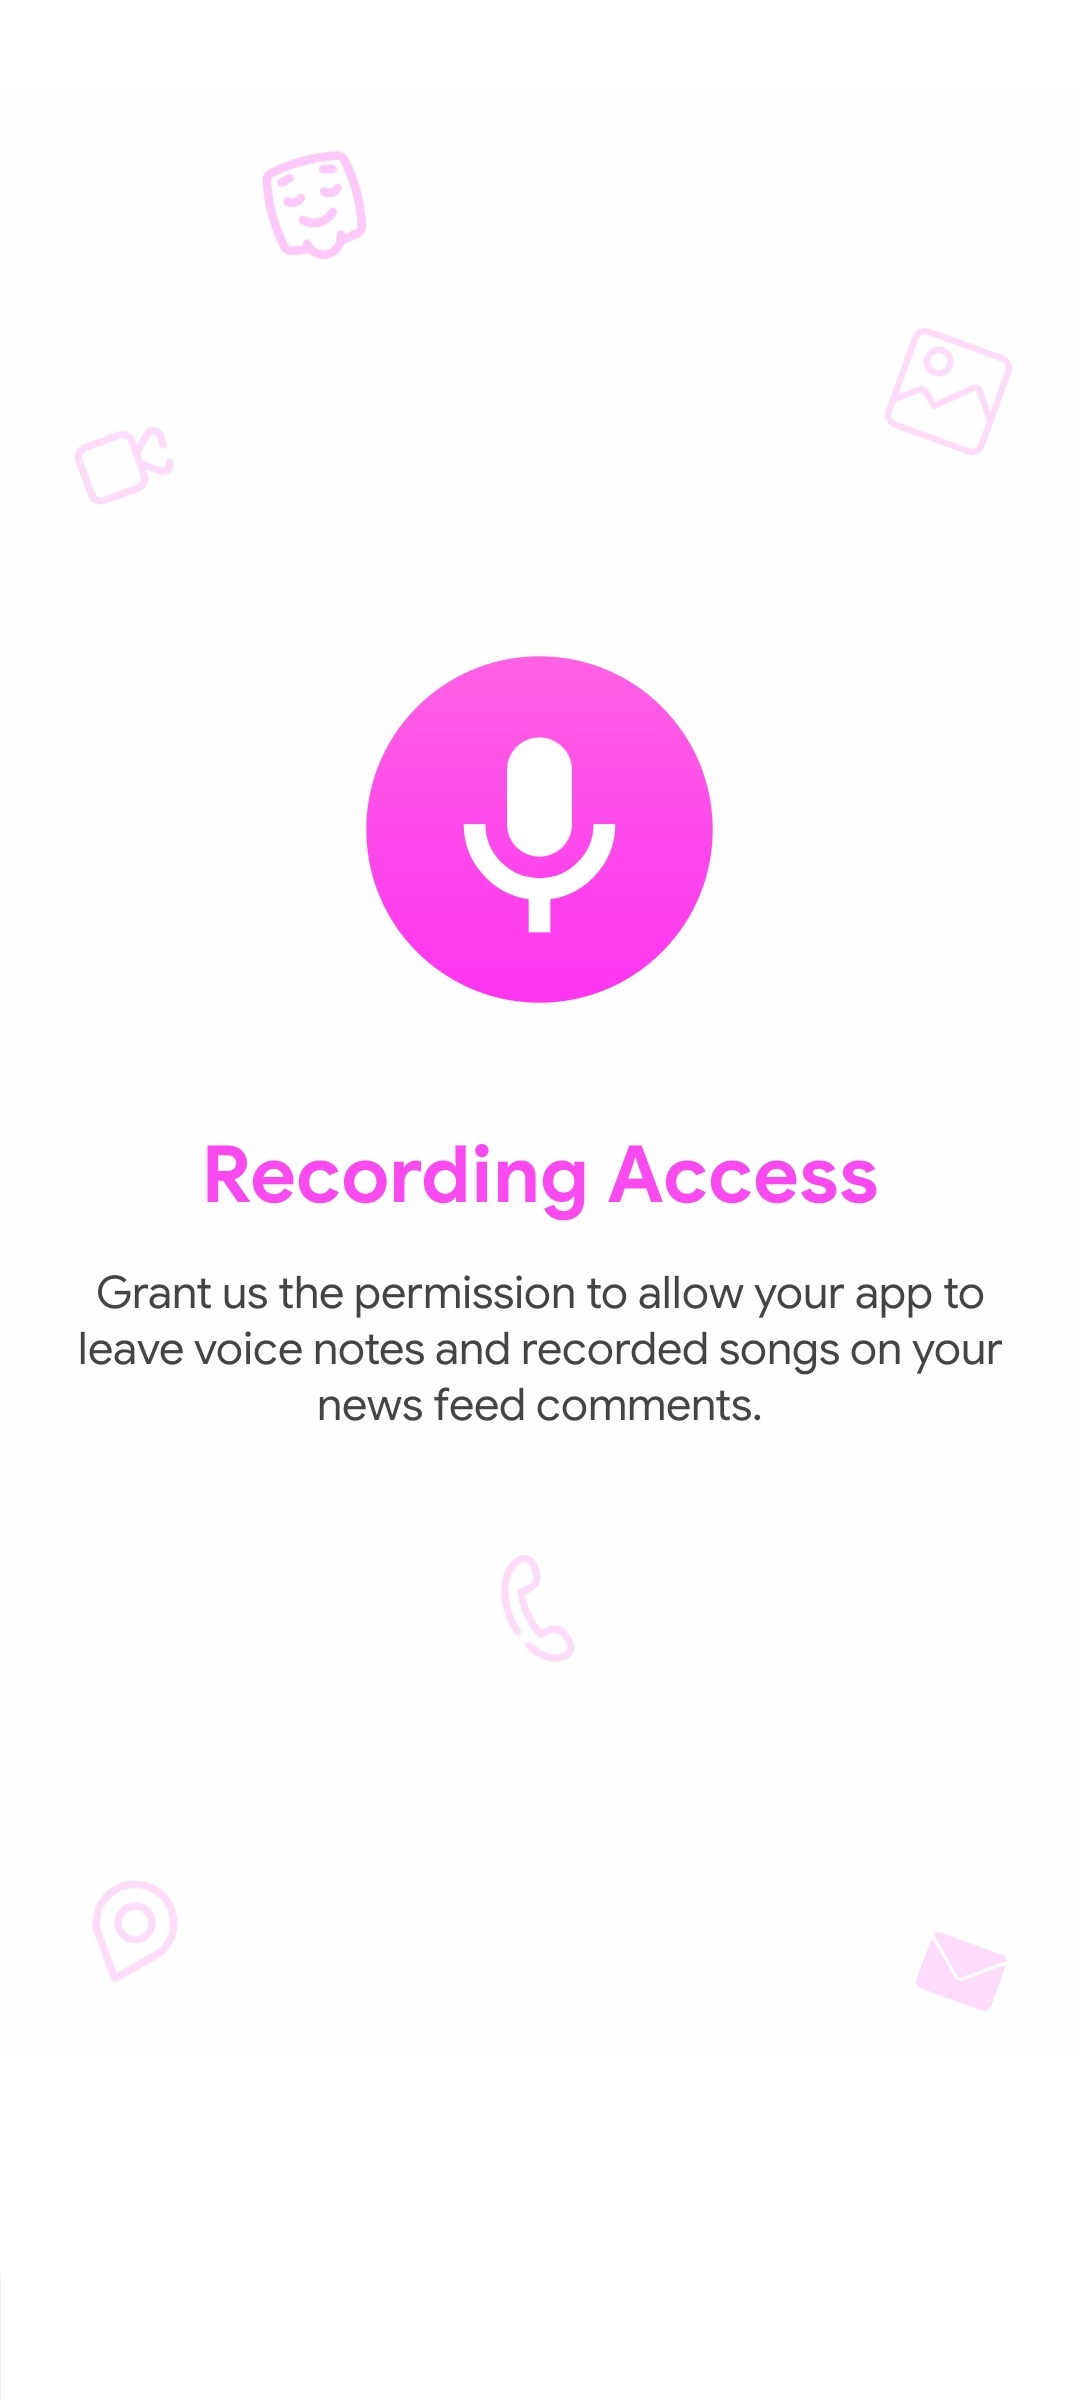 Recording Access
Grant us the permission to allow your app to
leave voice notes and recorded songs on your
news feed comments.